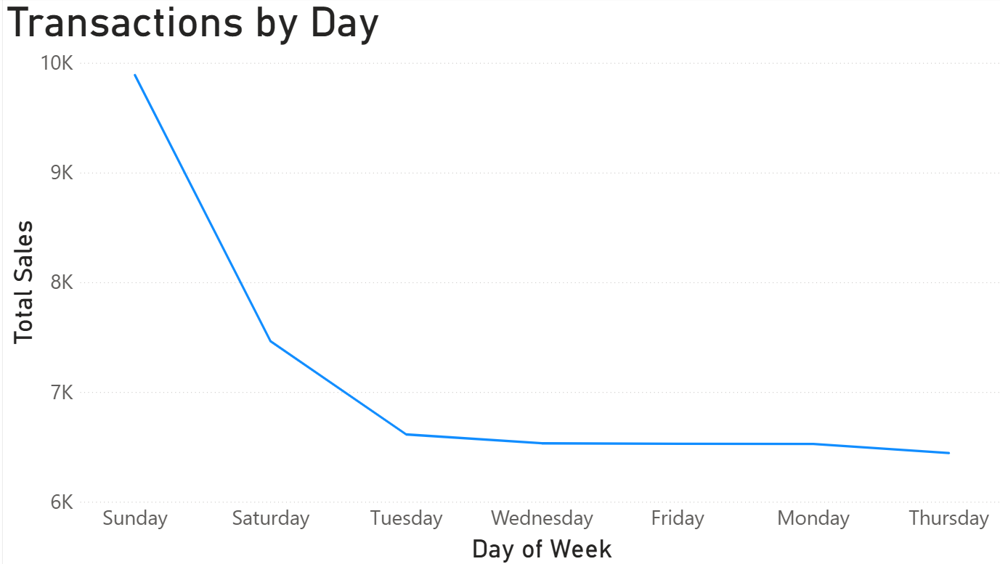 Transactions by Day
10K
9K
8K
7K
6K
Total Sales
Sunday Saturday Tuesday Wednesday Friday Monday Thursday
Day of Week